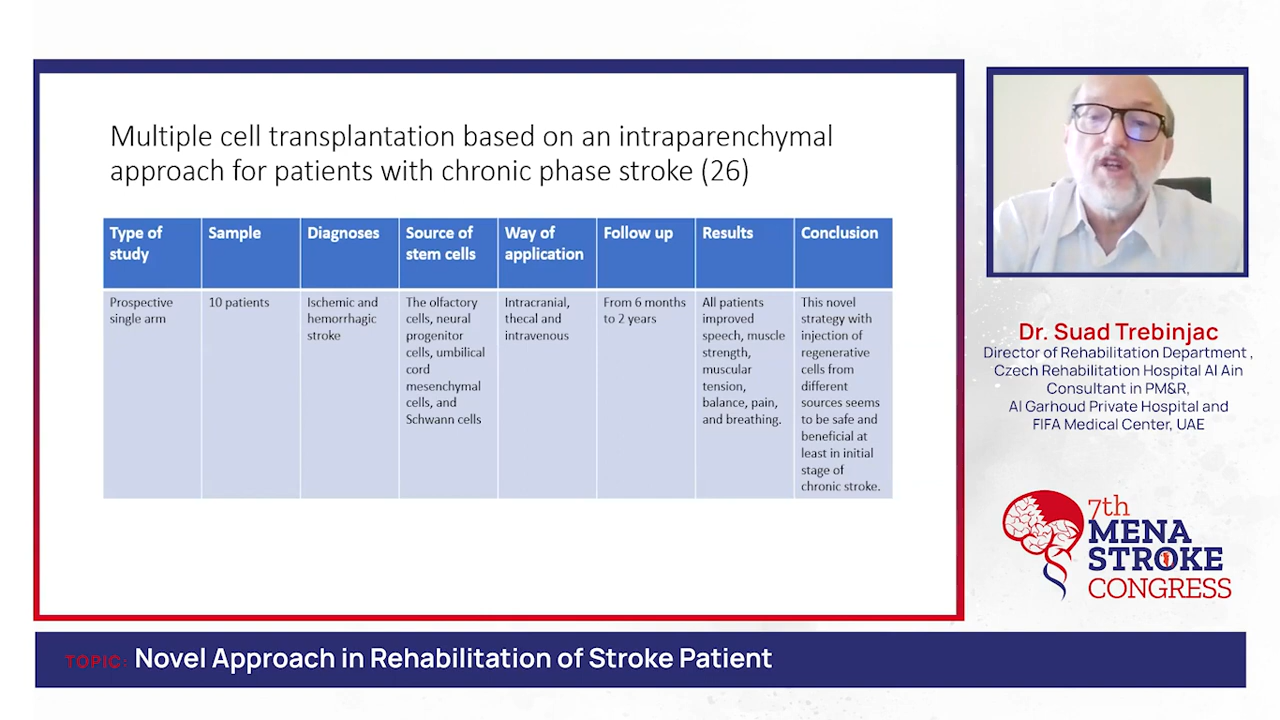 Multiple cell transplantation based on an intraparenchymal
approach for patients with chronic phase stroke (26)
Type of
study
Sample
Diagnoses
Source of
stem cells
Way of
application
Follow up
Results
Conclusion
Prospective
single arm
10 patients
Ischemic and
hemorrhagic
stroke
The olfactory
cells, neural
progenitor
cells, umbilical
cord
mesenchymal
cells, and
Schwann cells
Intracranial,
thecal and
intravenous
From 6 months
to 2 years
All patients
improved
speech, muscle
strength,
muscular
tension,
balance, pain,
and breathing.
This novel
strategy with
injection of
regenerative
cells from
different
sources seems
to be safe and
beneficial at
least in initial
stage of
chronic stroke.
Dr. Suad Trebinjac
Director of Rehabilitation Department ,
Czech Rehabilitation Hospital Al Ain
Consultant in PM&R,
Al Garhoud Private Hospital and
FIFA Medical Center, UAE
7th
MENA
STROKE
CONGRESS
TOPIC: Novel Approach in Rehabilitation of Stroke Patient